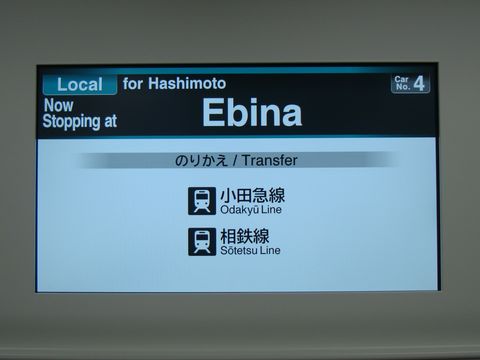 Local for Hashimoto Car No. 4
Now Stopping at Ebina
のりかえ / Transfer
小田急線
Odakyū Line
相鉄線
Sōtetsu Line